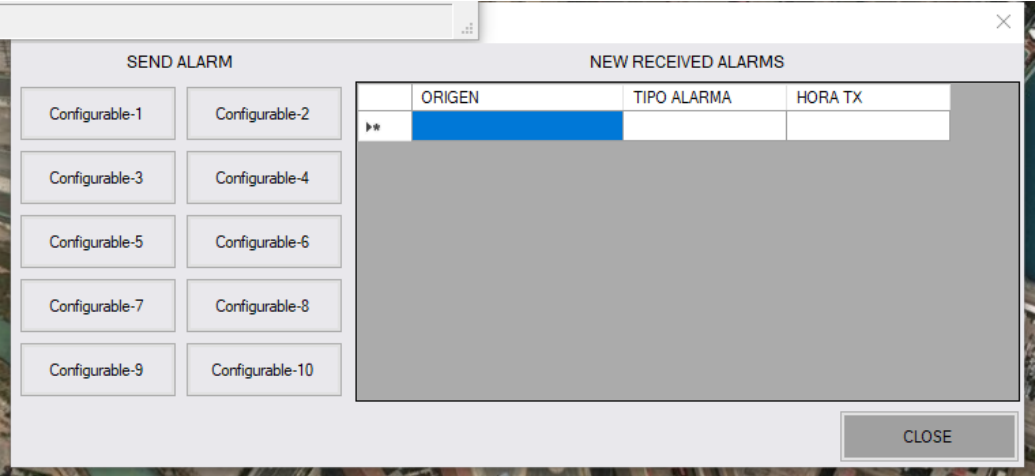 SEND ALARM
NEW RECEIVED ALARMS
Configurable-1
Configurable-2
Configurable-3
Configurable-4
Configurable-5
Configurable-6
Configurable-7
Configurable-8
Configurable-9
Configurable-10
ORIGEN
TIPO ALARMA
HORA TX
CLOSE